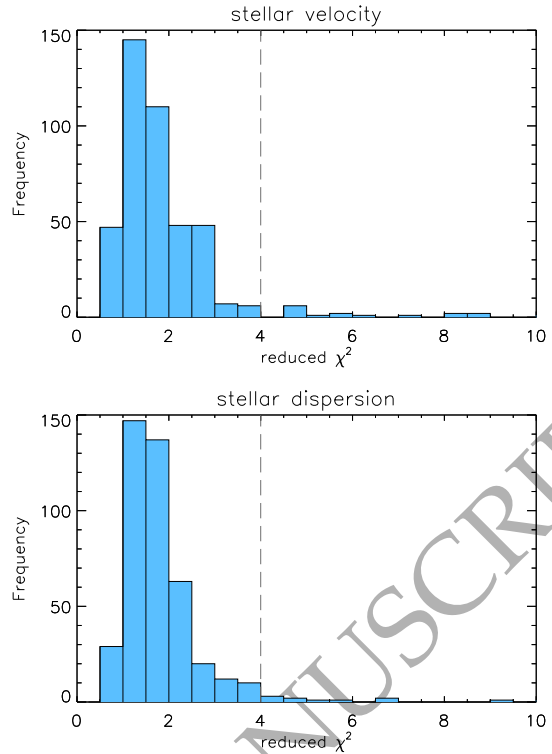 stellar velocity
150
100
50
0
Frequency
0 2 4 6 8 10
reduced χ²
stellar dispersion
150
100
50
0
Frequency
0 2 4 6 8 10
reduced χ²
NUSCRI